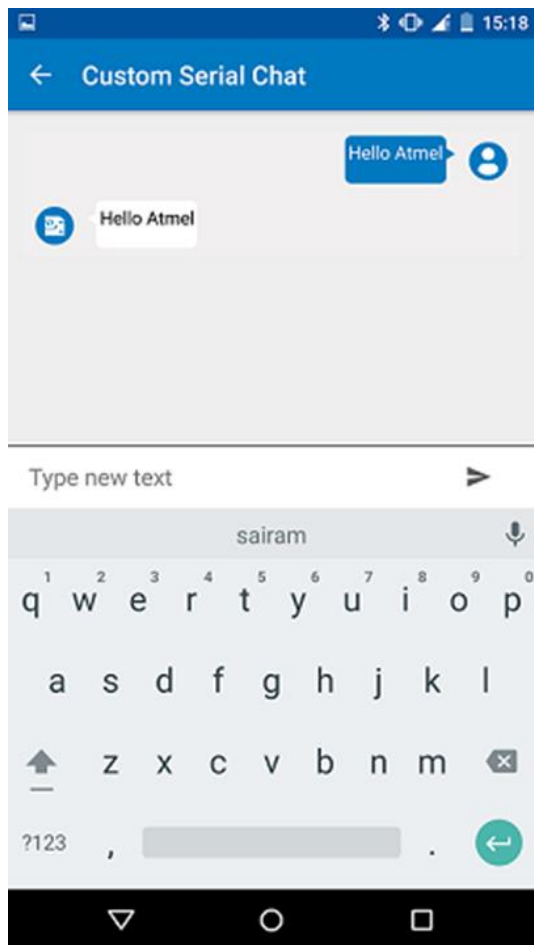 15:18
Custom Serial Chat
Hello Atmel
Hello Atmel
Type new text
sairam
1 2 3 4 5 6 7 8 9 0
q w e r t y u i o p
a s d f g h j k l
z x c v b n m
?123 , .